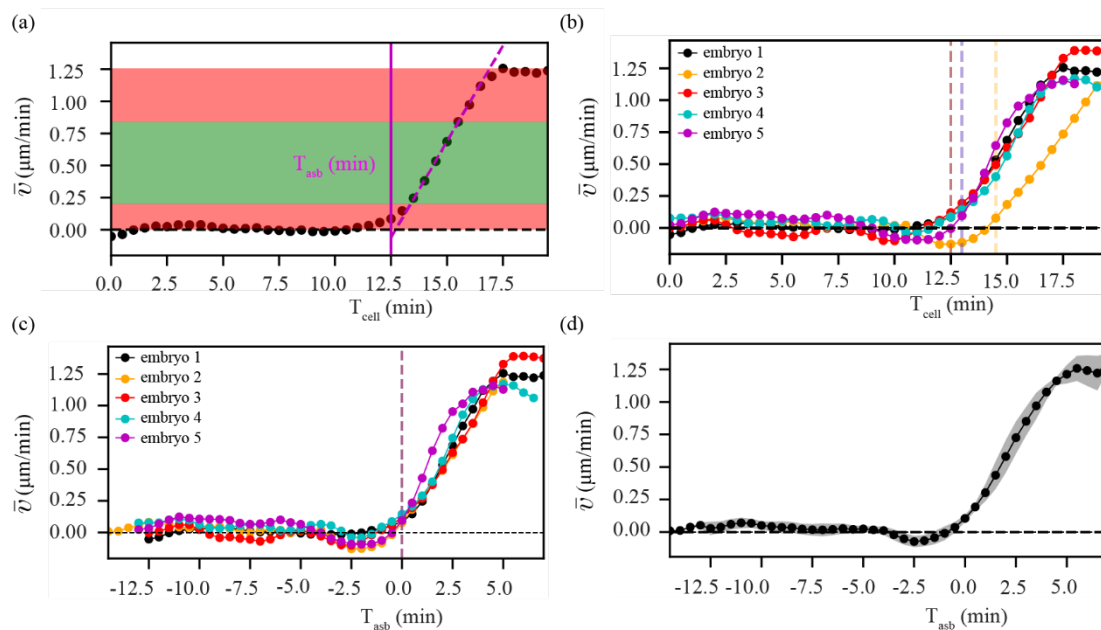 (a)
1.25
1.00
0.75
0.50
0.25
0.00
v̅ (μm/min)
T_asb (min)
0.0 2.5 5.0 7.5 10.0 12.5 15.0 17.5
T_cell (min)
(b)
embryo 1
embryo 2
embryo 3
embryo 4
embryo 5
1.25
1.00
0.75
0.50
0.25
0.00
v̅ (μm/min)
0.0 2.5 5.0 7.5 10.0 12.5 15.0 17.5
T_cell (min)
(c)
embryo 1
embryo 2
embryo 3
embryo 4
embryo 5
1.25
1.00
0.75
0.50
0.25
0.00
v̅ (μm/min)
-12.5 -10.0 -7.5 -5.0 -2.5 0.0 2.5 5.0
T_asb (min)
(d)
1.25
1.00
0.75
0.50
0.25
0.00
v̅ (μm/min)
-12.5 -10.0 -7.5 -5.0 -2.5 0.0 2.5 5.0
T_asb (min)